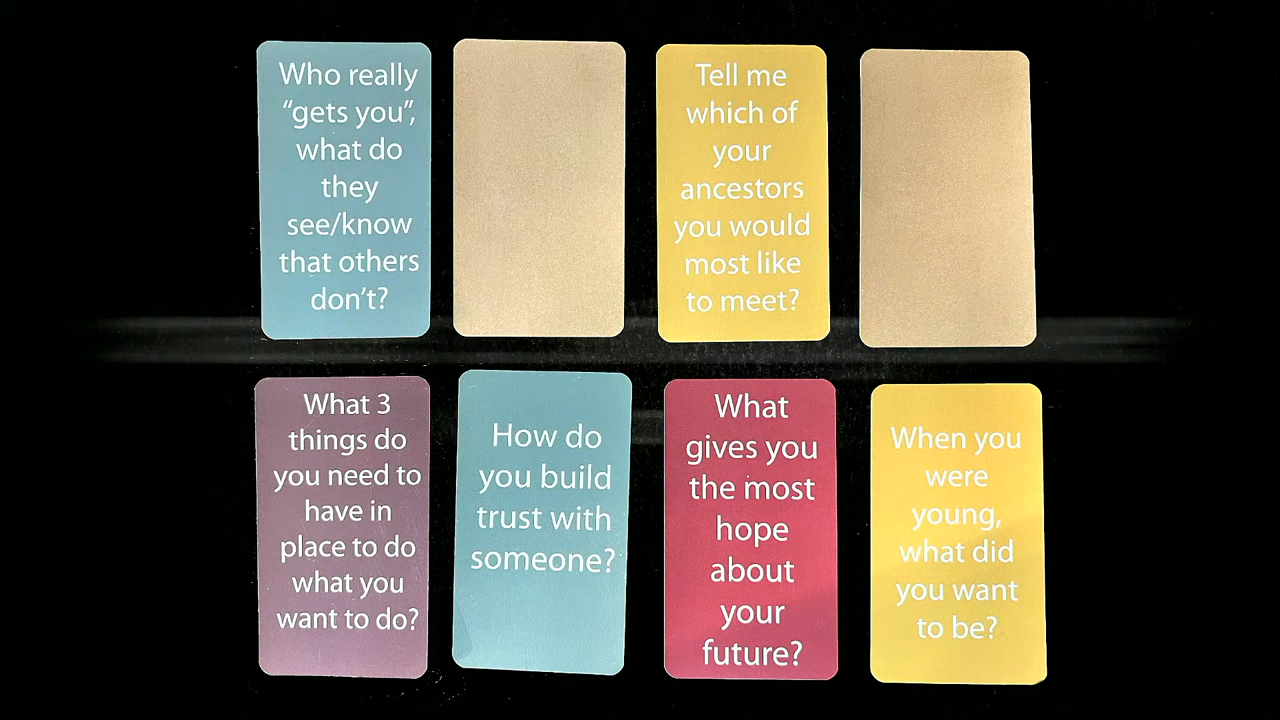 Who really
“gets you”,
what do
they
see/know
that others
don’t?
Tell me
which of
your
ancestors
you would
most like
to meet?
What 3
things do
you need to
have in
place to do
what you
want to do?
How do
you build
trust with
someone?
What
gives you
the most
hope
about
your
future?
When you
were
young,
what did
you want
to be?